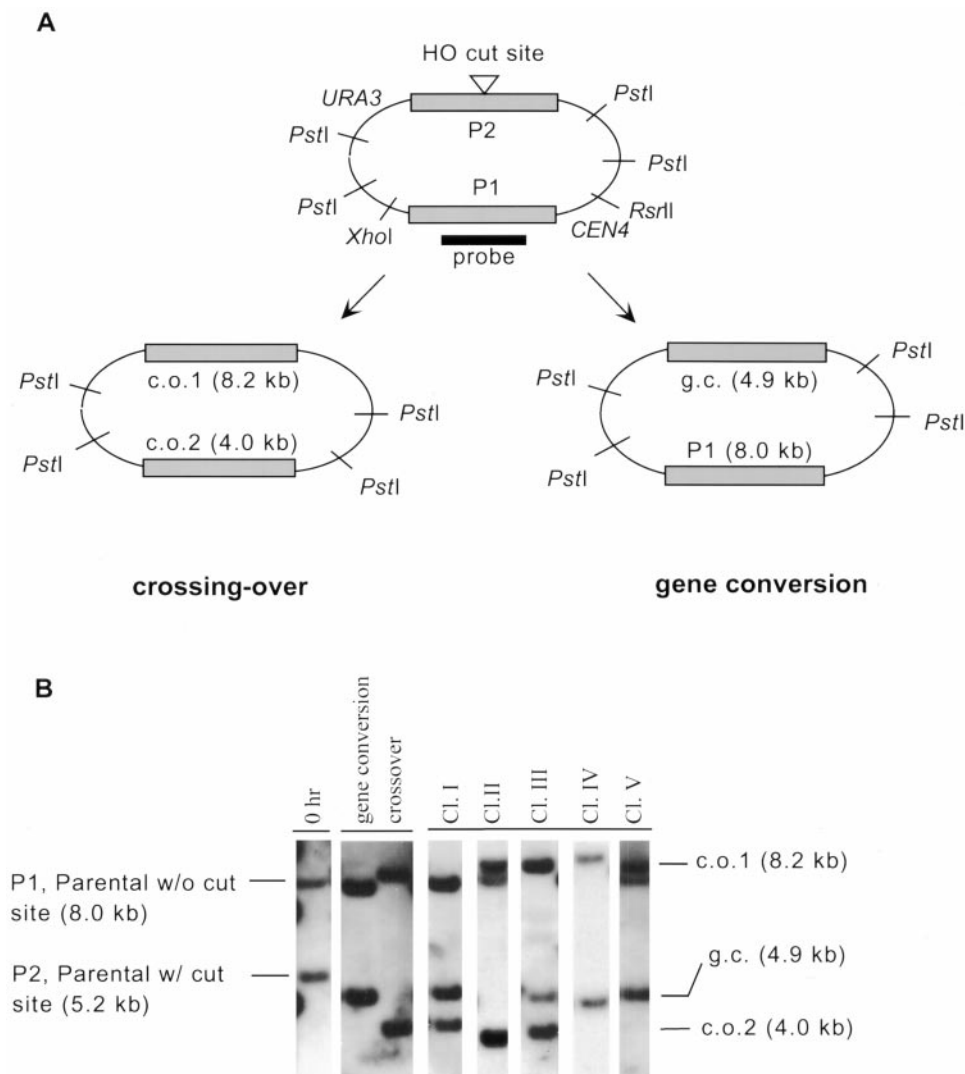 A
HO cut site
URA3
PstI
PstI
P2
PstI
P1
PstI
RsrII
XhoI
CEN4
probe
PstI
c.o.1 (8.2 kb)
PstI
c.o.2 (4.0 kb)
PstI
PstI
PstI
g.c. (4.9 kb)
PstI
PstI
P1 (8.0 kb)
PstI
crossing-over
gene conversion
B
0 hr
gene conversion
crossover
Cl. I
Cl.II
Cl. III
Cl. IV
Cl. V
P1, Parental w/o cut
site (8.0 kb)
P2, Parental w/ cut
site (5.2 kb)
c.o.1 (8.2 kb)
g.c. (4.9 kb)
c.o.2 (4.0 kb)